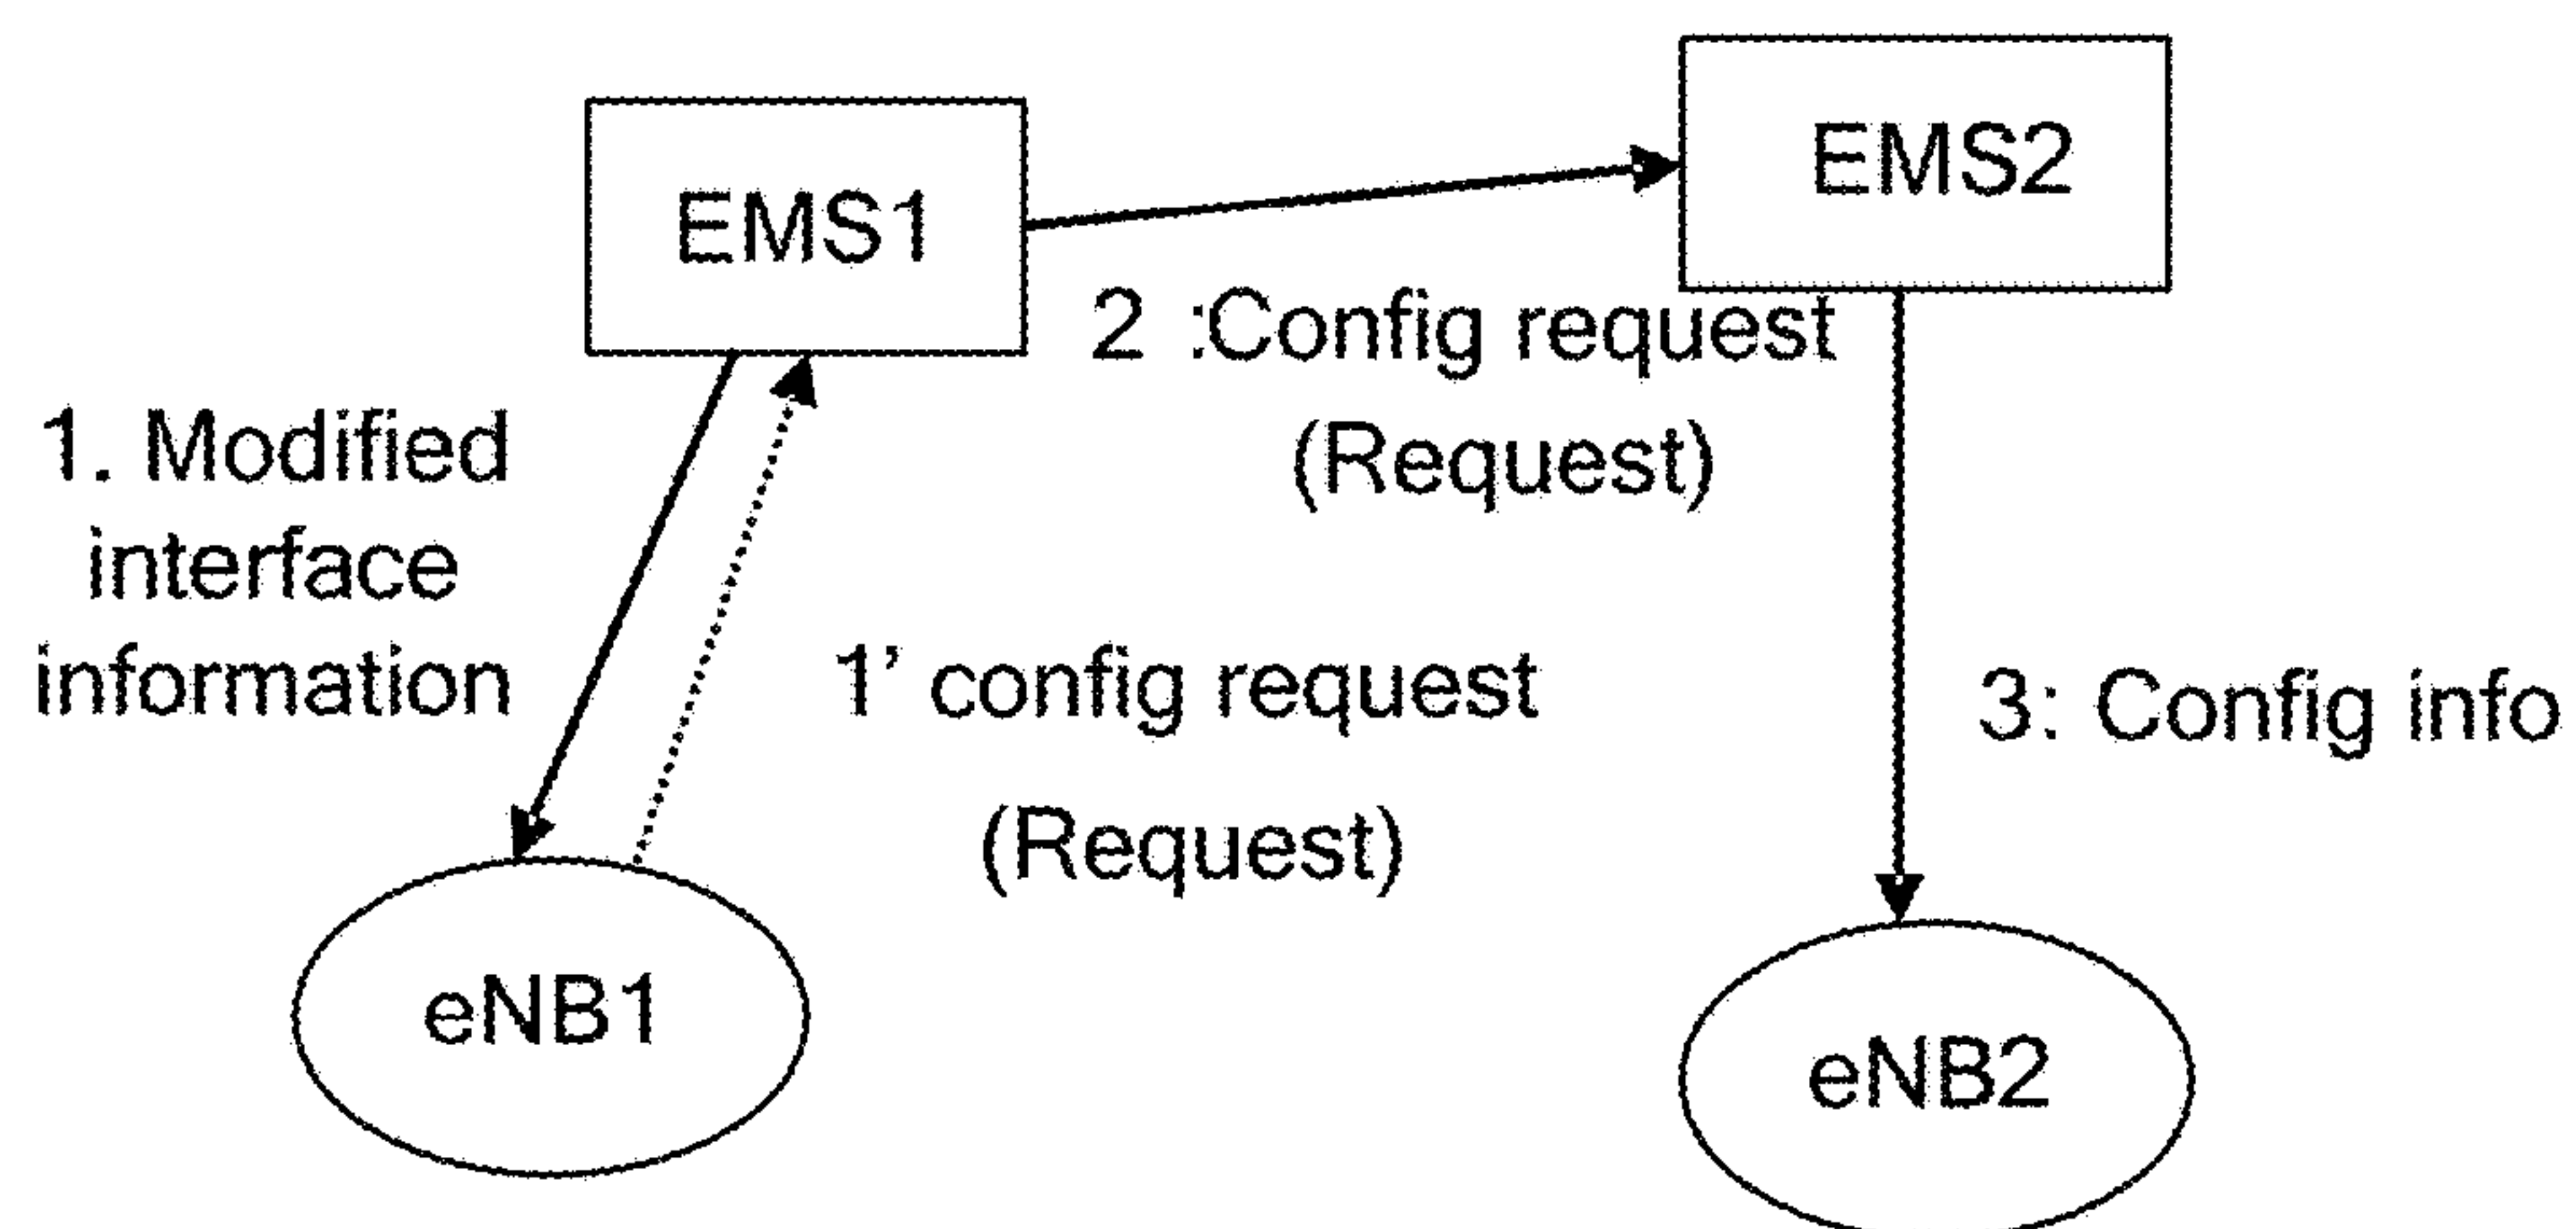 EMS1
EMS2
2 :Config request
(Request)
1. Modified
interface
information
1’ config request
(Request)
3: Config info
eNB1
eNB2